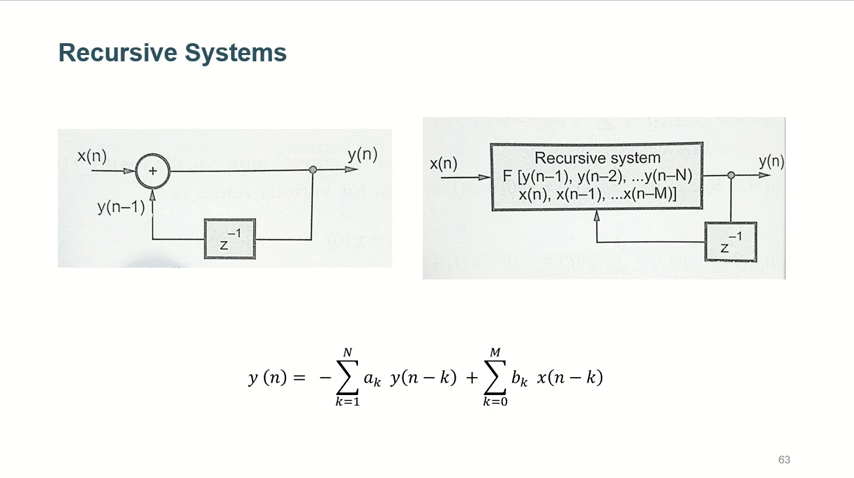 Recursive Systems
x(n)
+
y(n)
y(n–1)
z–1
x(n)
Recursive system
F [y(n–1), y(n–2), ...y(n–N)
x(n), x(n–1), ...x(n–M)]
y(n)
z–1
y (n) = − ∑_{k=1}^{N} a_k y(n − k) + ∑_{k=0}^{M} b_k x(n − k)
63